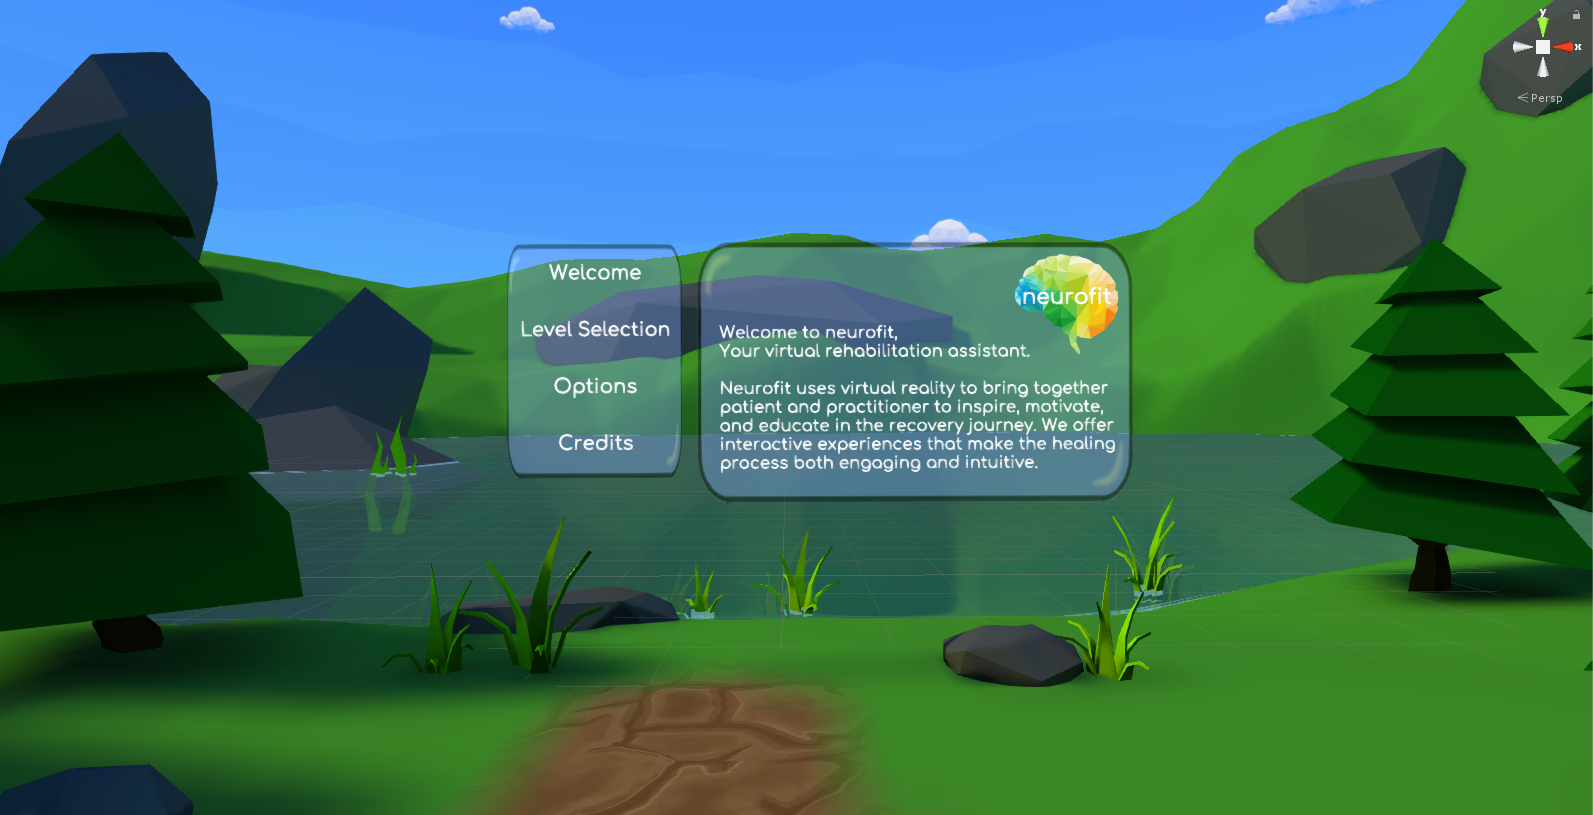 y
x
< Persp
Welcome
Level Selection
Options
Credits
neurofit
Welcome to neurofit,
Your virtual rehabilitation assistant.
Neurofit uses virtual reality to bring together
patient and practitioner to inspire, motivate,
and educate in the recovery journey. We offer
interactive experiences that make the healing
process both engaging and intuitive.